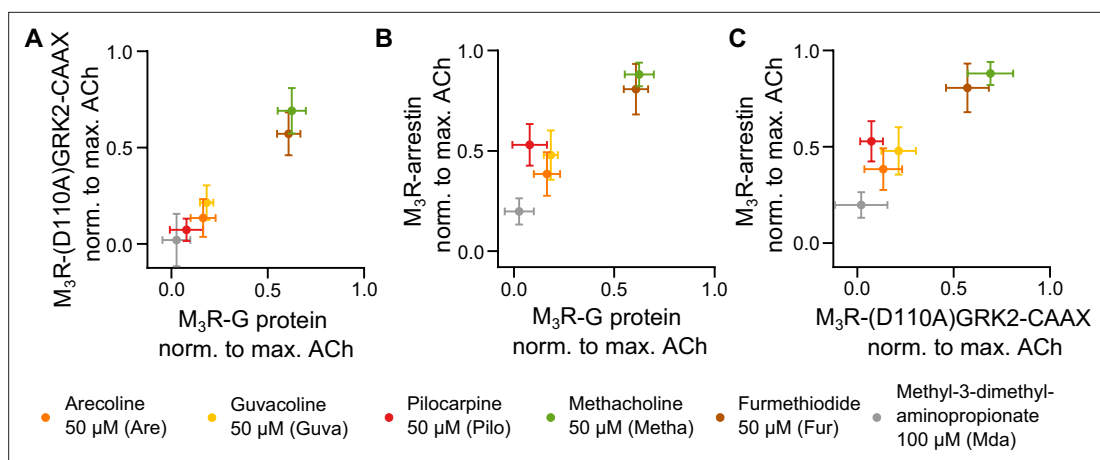 A
M₃R-(D110A)GRK2-CAAX
norm. to max. ACh
1.0
0.5
0.0
0.0
0.5
1.0
M₃R-G protein
norm. to max. ACh
B
M₃R-arrestin
norm. to max. ACh
1.0
0.5
0.0
0.0
0.5
1.0
M₃R-G protein
norm. to max. ACh
C
M₃R-arrestin
norm. to max. ACh
1.0
0.5
0.0
0.0
0.5
1.0
M₃R-(D110A)GRK2-CAAX
norm. to max. ACh
Arecoline
50 µM (Are)
Guvacoline
50 µM (Guva)
Pilocarpine
50 µM (Pilo)
Methacholine
50 µM (Metha)
Furmethiodide
50 µM (Fur)
Methyl-3-dimethyl-
aminopropionate
100 µM (Mda)